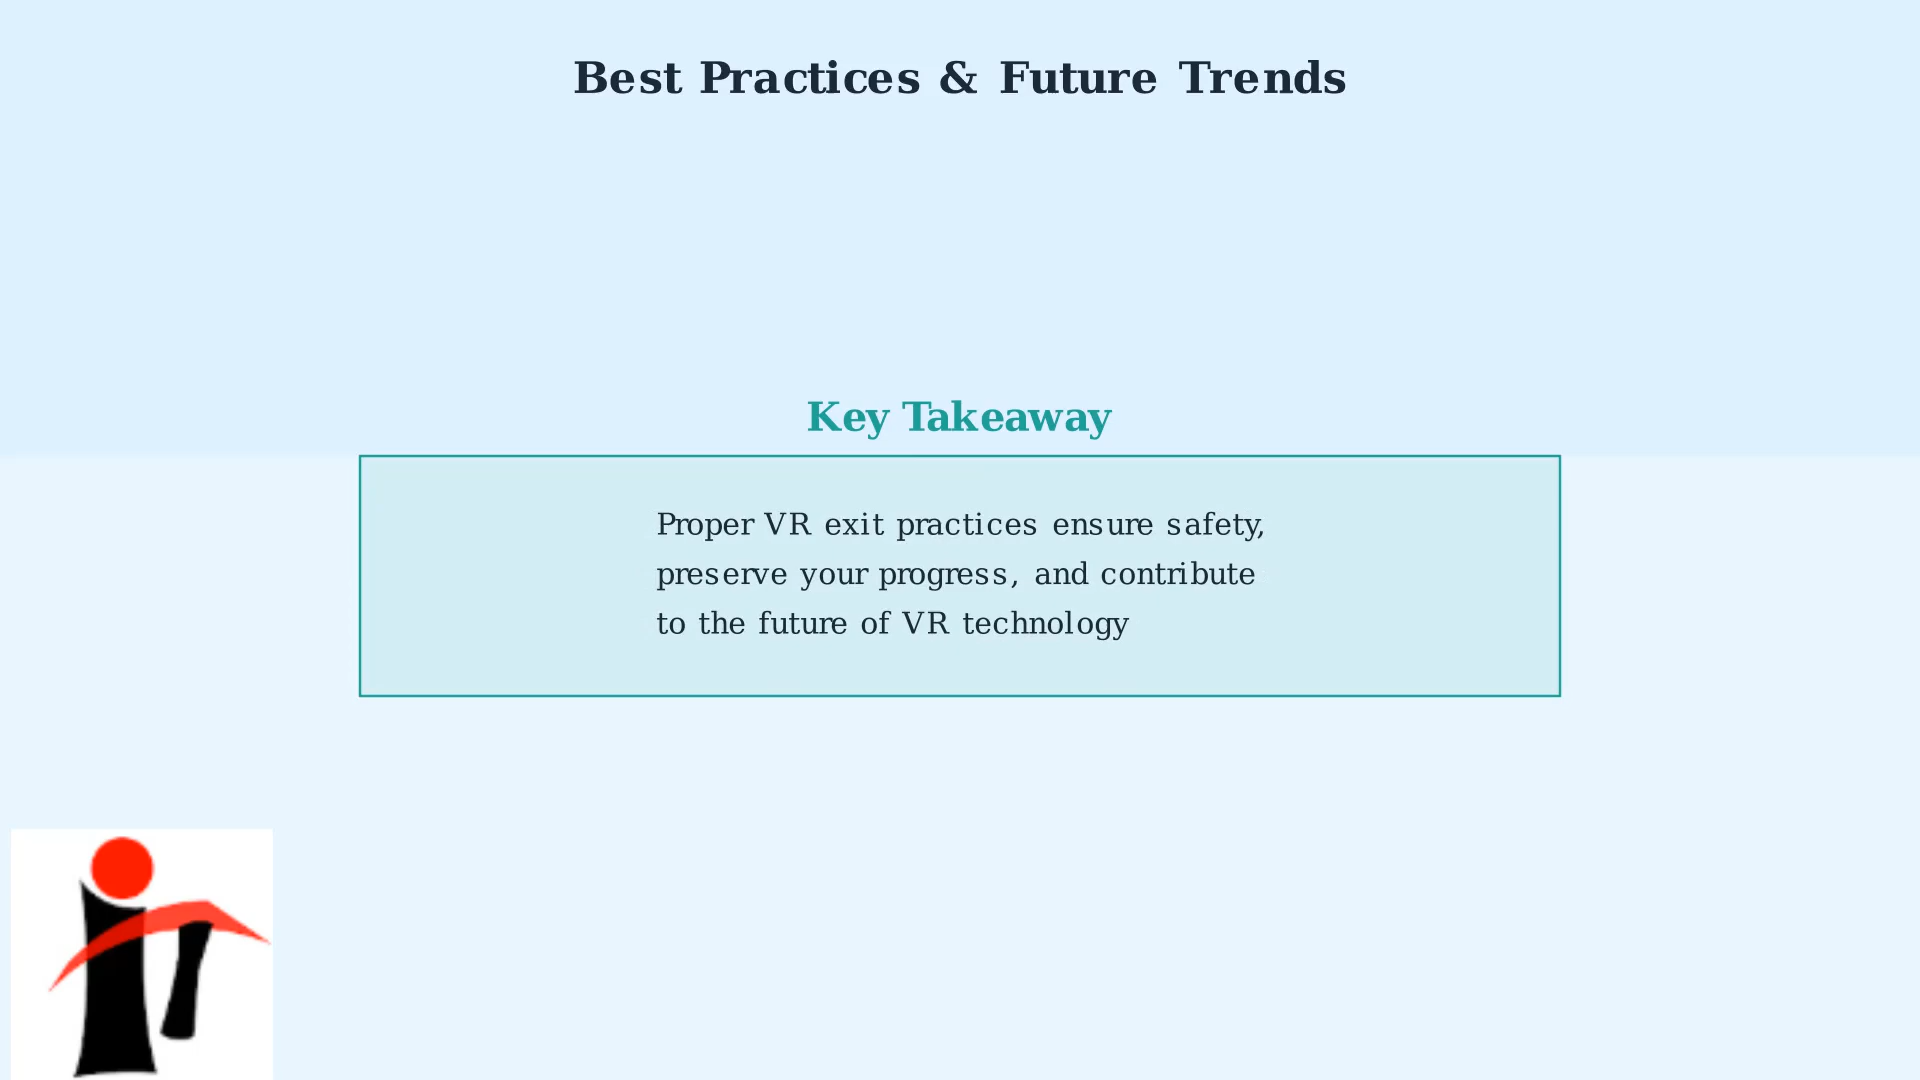 Best Practices & Future Trends
Key Takeaway
Proper VR exit practices ensure safety,
preserve your progress, and contribute
to the future of VR technology